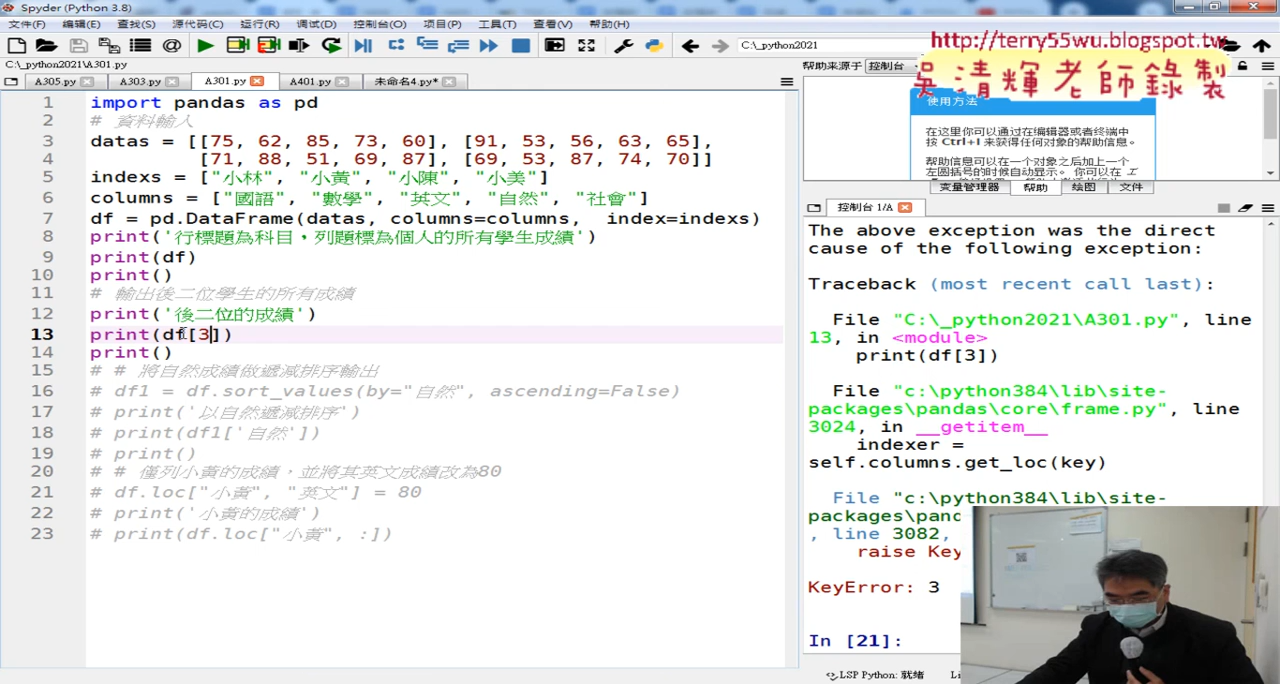 Spyder (Python 3.8)
文件(F) 编辑(E) 查找(S) 源代码(C) 运行(R) 调试(D) 控制台(O) 项目(P) 工具(T) 查看(V) 帮助(H)
C:\_python2021
http://terry55wu.blogspot.tw
吳清輝老師錄製
C:\_python2021\A301.py
A305.py A303.py A301.py A401.py 未命名4.py*
1 import pandas as pd
2 # 資料輸入
3 datas = [[75, 62, 85, 73, 60], [91, 53, 56, 63, 65],
4 [71, 88, 51, 69, 87], [69, 53, 87, 74, 70]]
5 indexs = ["小林", "小黃", "小陳", "小美"]
6 columns = ["國語", "數學", "英文", "自然", "社會"]
7 df = pd.DataFrame(datas, columns=columns, index=indexs)
8 print('行標題為科目，列題標為個人的所有學生成績')
9 print(df)
10 print()
11 # 輸出後二位學生的所有成績
12 print('後二位的成績')
13 print(df[3])
14 print()
15 # # 將自然成績做遞減排序輸出
16 # df1 = df.sort_values(by="自然", ascending=False)
17 # print('以自然遞减排序')
18 # print(df1['自然'])
19 # print()
20 # # 僅列小黃的成績，並將其英文成績改為80
21 # df.loc["小黃", "英文"] = 80
22 # print('小黃的成績')
23 # print(df.loc["小黃", :])
帮助来源于 控制台
使用方法
在这里你可以通过在编辑器或者终端中
按 Ctrl+I 来获得任何对象的帮助信息。
帮助信息可以在一个对象之后加上一个
左圆括号的时候自动显示。你可以在
变量管理器 帮助 绘图 文件
控制台 1/A
The above exception was the direct
cause of the following exception:
Traceback (most recent call last):
File "C:\_python2021\A301.py", line
13, in <module>
print(df[3])
File "c:\python384\lib\site-
packages\pandas\core\frame.py", line
3024, in __getitem__
indexer =
self.columns.get_loc(key)
File "c:\python384\lib\site-
packages\pand
, line 3082,
raise Key
KeyError: 3
In [21]:
LSP Python: 就绪